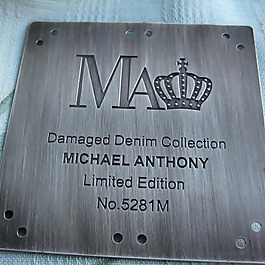 MA
Damaged Denim Collection
MICHAEL ANTHONY
Limited Edition
No.5281M